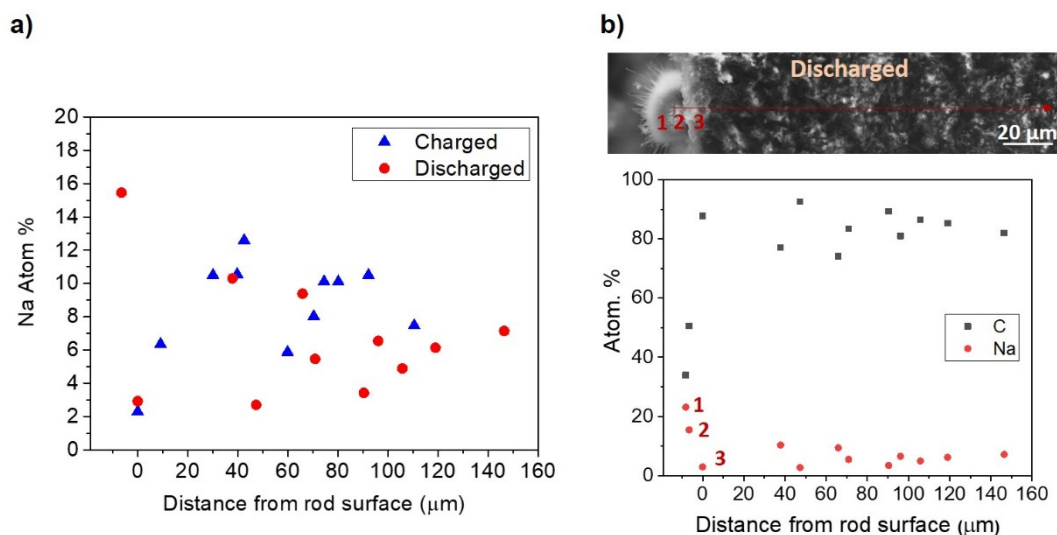 a)
20
18
16
14
12
10
8
6
4
2
0
Na Atom %
Charged
Discharged
0 20 40 60 80 100 120 140 160
Distance from rod surface (μm)
b)
Discharged
1 2 3
20 μm
100
80
60
40
20
0
Atom. %
C
Na
1
2
3
0 20 40 60 80 100 120 140 160
Distance from rod surface (μm)